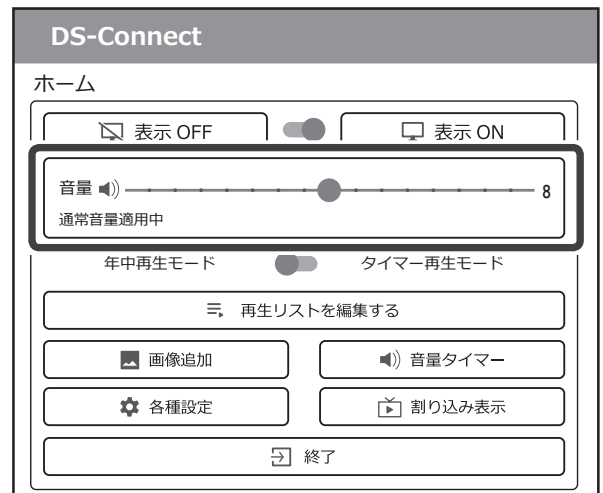 DS-Connect
ホーム
表示 OFF
表示 ON
音量
8
通常音量適用中
年中再生モード
タイマー再生モード
再生リストを編集する
画像追加
音量タイマー
各種設定
割り込み表示
終了